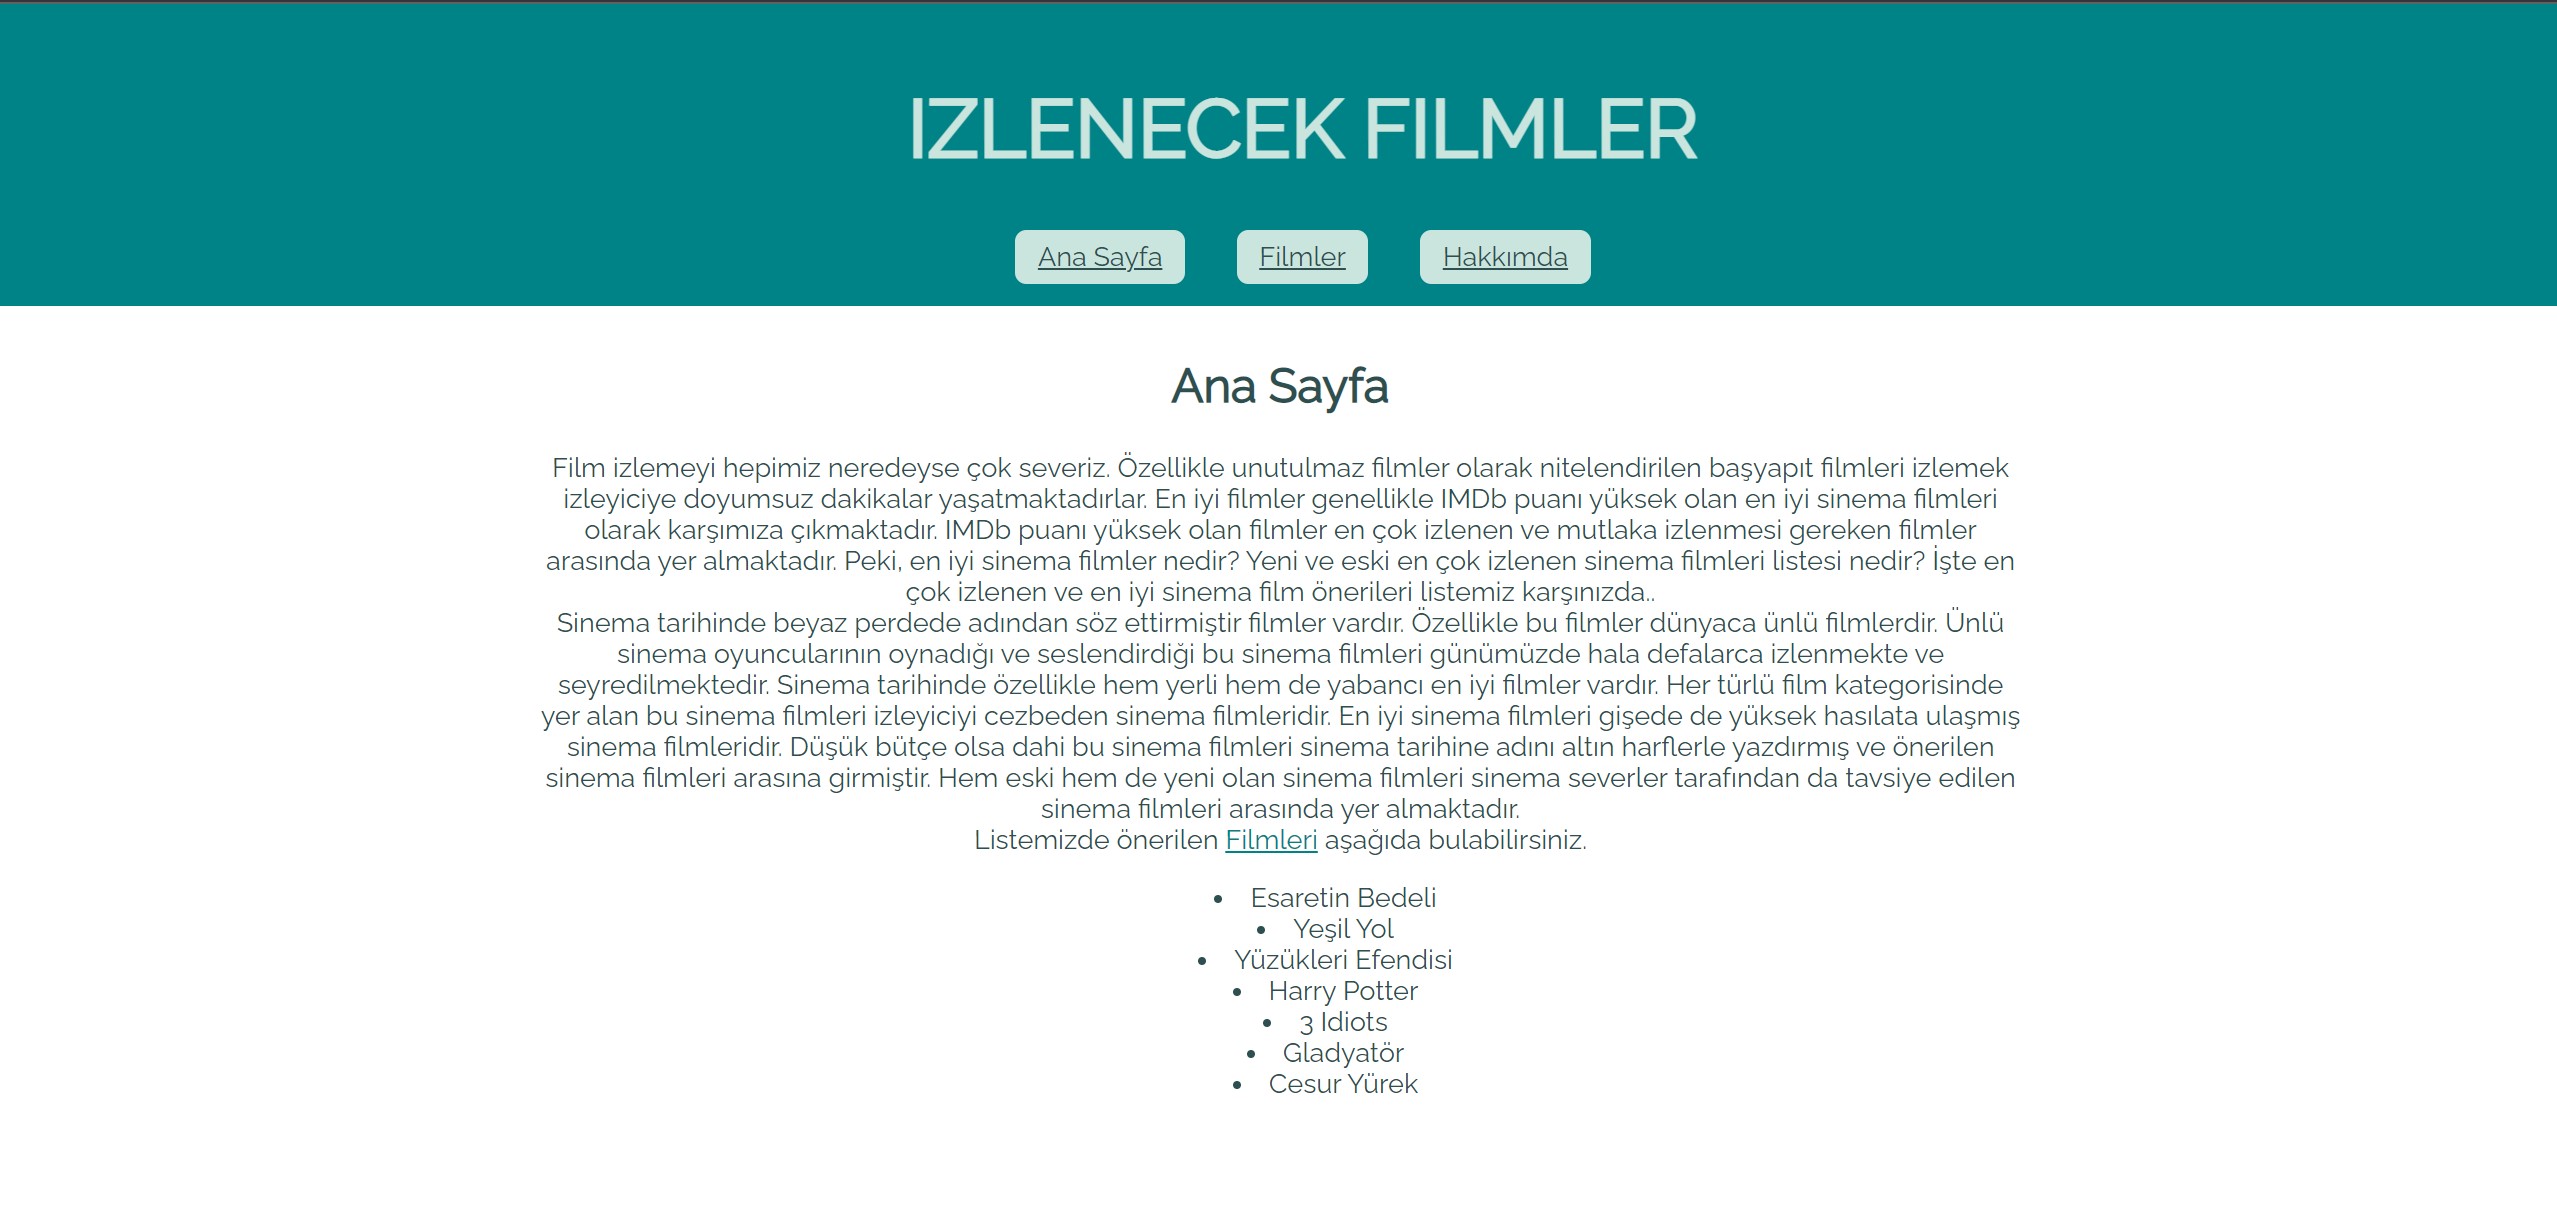 IZLENECEK FILMLER
Ana Sayfa
Filmler
Hakkımda
Ana Sayfa
Film izlemeyi hepimiz neredeyse çok severiz. Özellikle unutulmaz filmler olarak nitelendirilen başyapıt filmleri izlemek
izleyiciye doyumsuz dakikalar yaşatmaktadırlar. En iyi filmler genellikle IMDb puanı yüksek olan en iyi sinema filmleri
olarak karşımıza çıkmaktadır. IMDb puanı yüksek olan filmler en çok izlenen ve mutlaka izlenmesi gereken filmler
arasında yer almaktadır. Peki, en iyi sinema filmler nedir? Yeni ve eski en çok izlenen sinema filmleri listesi nedir? İşte en
çok izlenen ve en iyi sinema film önerileri listemiz karşınızda..
Sinema tarihinde beyaz perdede adından söz ettirmiştir filmler vardır. Özellikle bu filmler dünyaca ünlü filmlerdir. Ünlü
sinema oyuncularının oynadığı ve seslendirdiği bu sinema filmleri günümüzde hala defalarca izlenmekte ve
seyredilmektedir. Sinema tarihinde özellikle hem yerli hem de yabancı en iyi filmler vardır. Her türlü film kategorisinde
yer alan bu sinema filmleri izleyiciyi cezbeden sinema filmleridir. En iyi sinema filmleri gişede de yüksek hasılata ulaşmış
sinema filmleridir. Düşük bütçe olsa dahi bu sinema filmleri sinema tarihine adını altın harflerle yazdırmış ve önerilen
sinema filmleri arasına girmiştir. Hem eski hem de yeni olan sinema filmleri sinema severler tarafından da tavsiye edilen
sinema filmleri arasında yer almaktadır.
Listemizde önerilen Filmleri aşağıda bulabilirsiniz.
• Esaretin Bedeli
• Yeşil Yol
• Yüzükleri Efendisi
• Harry Potter
• 3 Idiots
• Gladyatör
• Cesur Yürek